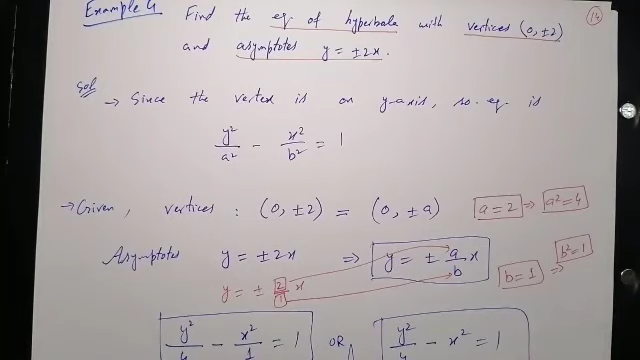 Example 4 Find the eq. of hyperbola with vertices (0, ±2) 14
and asymptotes y = ±2x.
Sol
→ Since the vertex is on y-axis, so eq. is
y²/a² - x²/b² = 1
→ Given, vertices : (0, ±2) = (0, ±a) a = 2 ⇒ a² = 4
Asymptotes y = ±2x ⇒ y = ± a/b x b = 1 ⇒ b² = 1
y = ± 2/1 x
y²/4 - x²/1 = 1 OR y²/4 - x² = 1